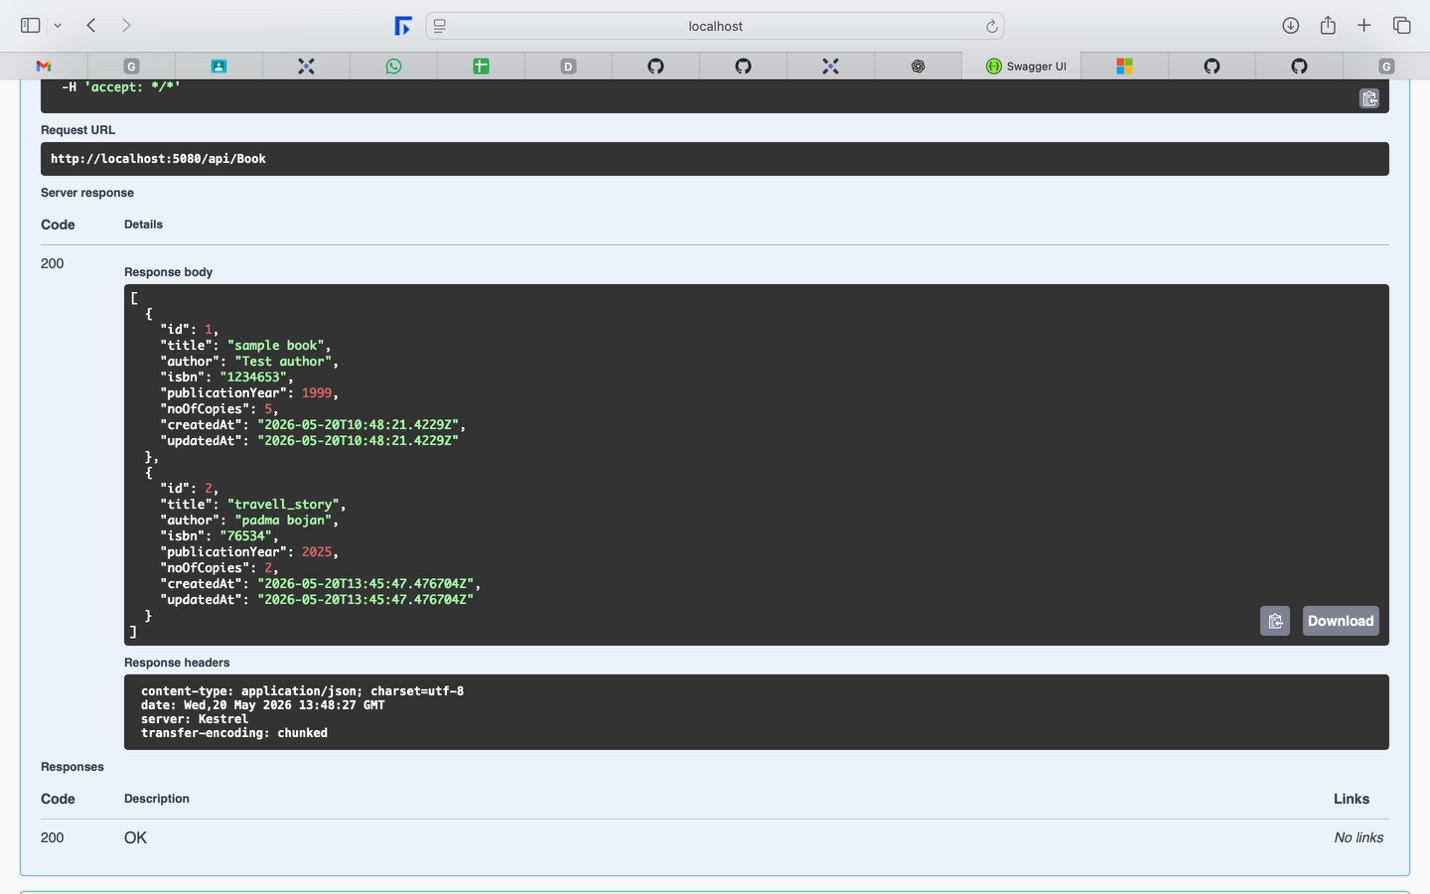 localhost
G
D
Swagger UI
G
-H 'accept: */*'
Request URL
http://localhost:5080/api/Book
Server response
Code Details
200
Response body
[
  {
    "id": 1,
    "title": "sample book",
    "author": "Test author",
    "isbn": "1234653",
    "publicationYear": 1999,
    "noOfCopies": 5,
    "createdAt": "2026-05-20T10:48:21.4229Z",
    "updatedAt": "2026-05-20T10:48:21.4229Z"
  },
  {
    "id": 2,
    "title": "travell_story",
    "author": "padma bojan",
    "isbn": "76534",
    "publicationYear": 2025,
    "noOfCopies": 2,
    "createdAt": "2026-05-20T13:45:47.476704Z",
    "updatedAt": "2026-05-20T13:45:47.476704Z"
  }
]
Download
Response headers
content-type: application/json; charset=utf-8
date: Wed,20 May 2026 13:48:27 GMT
server: Kestrel
transfer-encoding: chunked
Responses
Code Description Links
200 OK No links